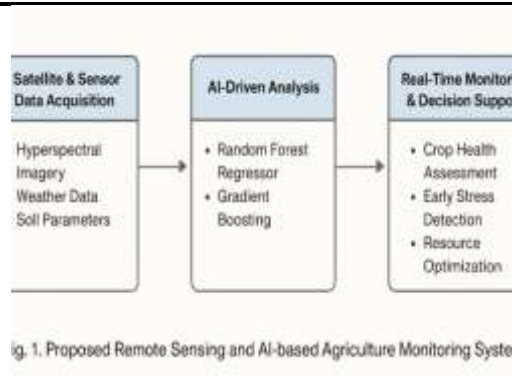 Satellite & Sensor
Data Acquisition
Hyperspectral
Imagery
Weather Data
Soil Parameters
AI-Driven Analysis
• Random Forest
Regressor
• Gradient
Boosting
Real-Time Monitor
& Decision Suppo
• Crop Health
Assessment
• Early Stress
Detection
• Resource
Optimization
ig. 1. Proposed Remote Sensing and AI-based Agriculture Monitoring Syste